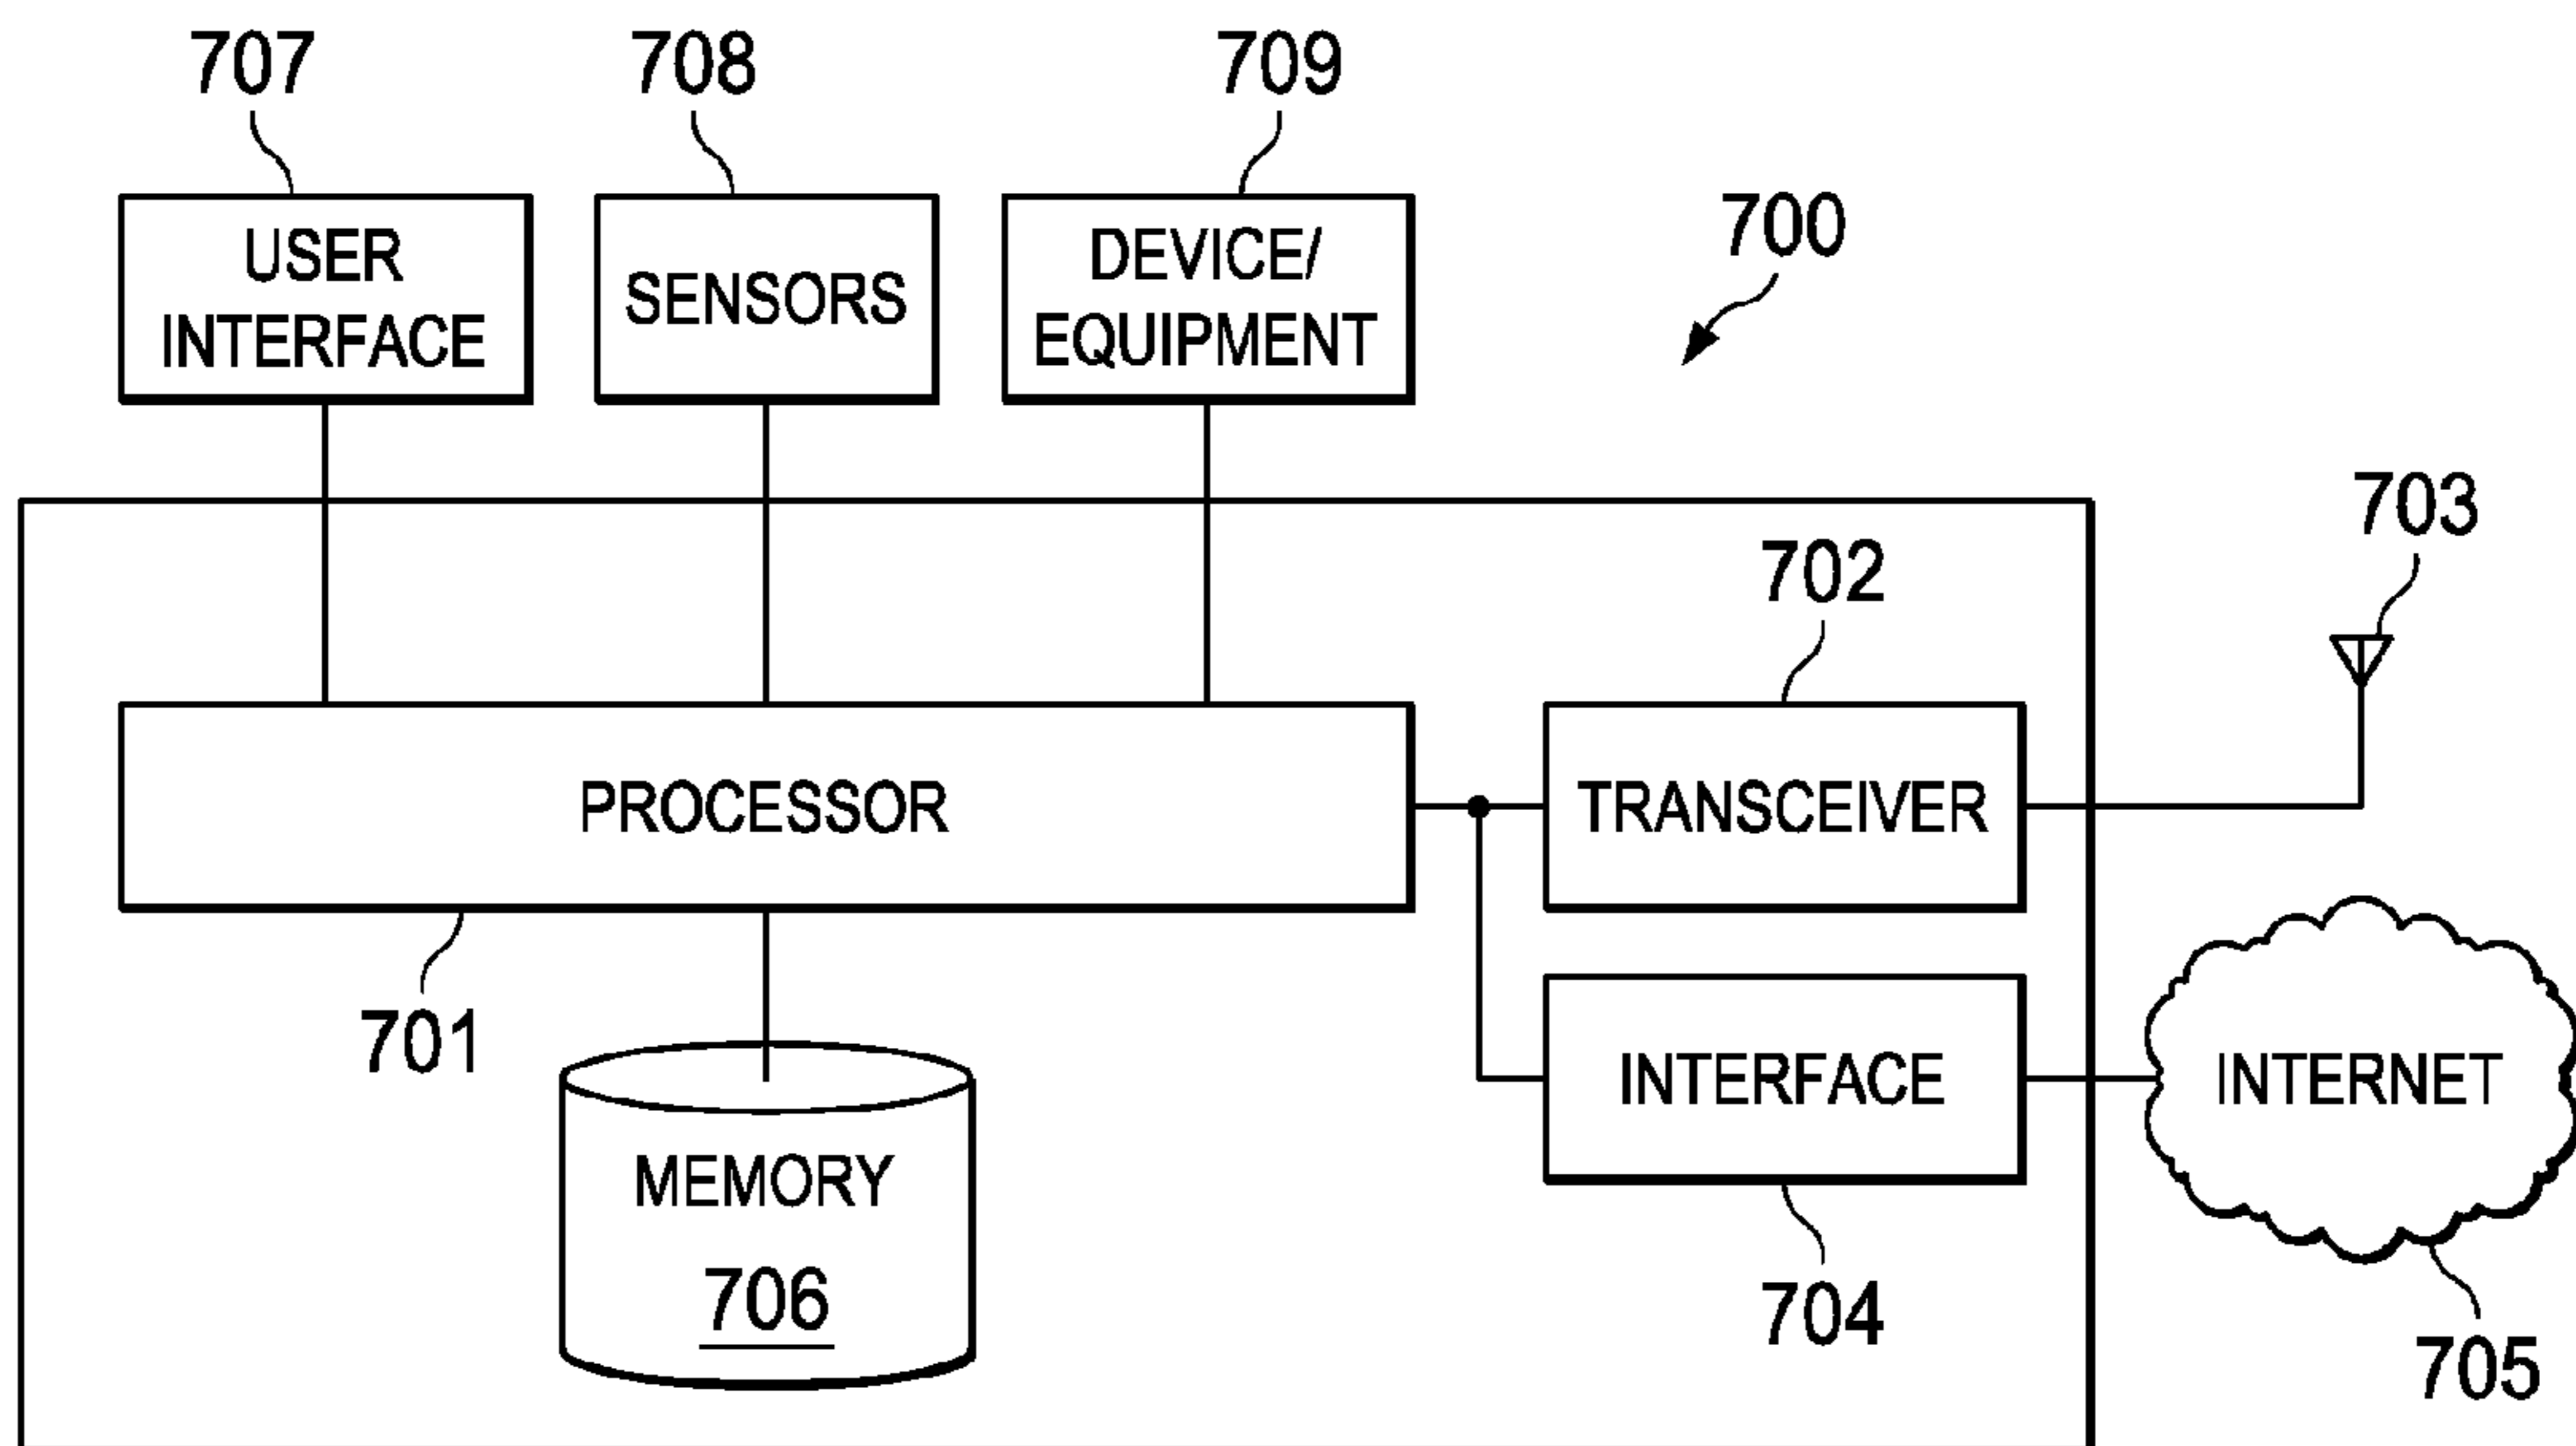 707
708
709
USER
INTERFACE
SENSORS
DEVICE/
EQUIPMENT
700
703
702
PROCESSOR
TRANSCEIVER
701
INTERFACE
INTERNET
MEMORY
706
704
705